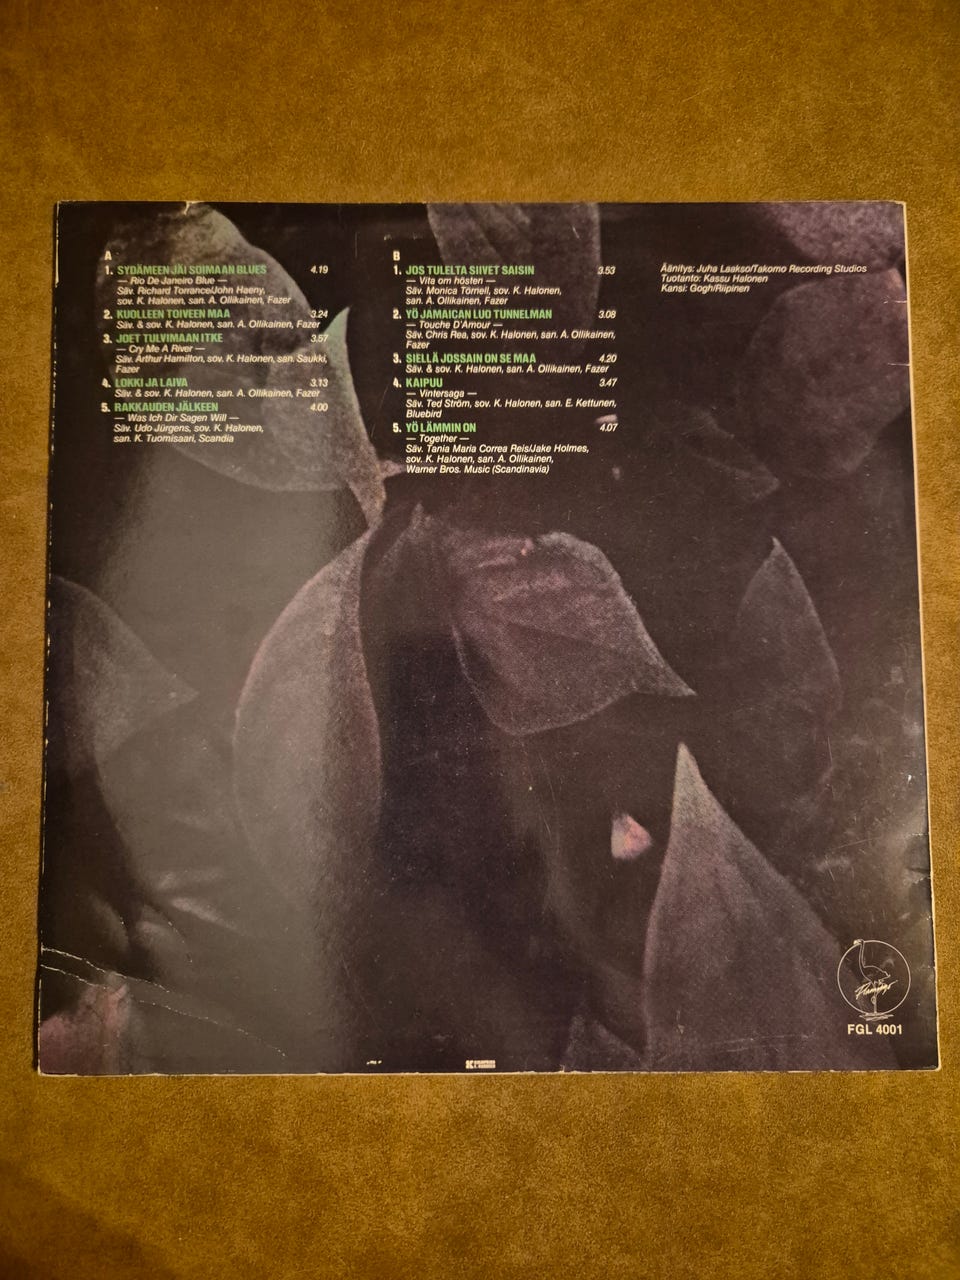 A
1. SYDÄMEEN JÄI SOIMAAN BLUES 4.19
— Rio De Janeiro Blue —
Säv. Richard Torrance/John Haeny,
sov. K. Halonen, san. A. Ollikainen, Fazer
2. KUOLLEEN TOIVEEN MAA 3.24
Säv. & sov. K. Halonen, san. A. Ollikainen, Fazer
3. JOET TULVIMAAN ITKE 3.57
— Cry Me A River —
Säv. Arthur Hamilton, sov. K. Halonen, san. Saukki,
Fazer
4. LOKKI JA LAIVA 3.13
Säv. & sov. K. Halonen, san. A. Ollikainen, Fazer
5. RAKKAUDEN JÄLKEEN 4.00
— Was Ich Dir Sagen Will —
Säv. Udo Jürgens, sov. K. Halonen,
san. K. Tuomisaari, Scandia
B
1. JOS TULELTA SIIVET SAISIN 3.53
— Vita om hösten —
Säv. Monica Törnell, sov. K. Halonen,
san. A. Ollikainen, Fazer
2. YÖ JAMAICAN LUO TUNNELMAN 3.08
— Touche D'Amour —
Säv. Chris Rea, sov. K. Halonen, san. A. Ollikainen,
Fazer
3. SIELLÄ JOSSAIN ON SE MAA 4.20
Säv. & sov. K. Halonen, san. A. Ollikainen, Fazer
4. KAIPUU 3.47
— Vintersaga —
Säv. Ted Ström, sov. K. Halonen, san. E. Kettunen,
Bluebird
5. YÖ LÄMMIN ON 4.07
— Together —
Säv. Tania Maria Correa Reis/Jake Holmes,
sov. K. Halonen, san. A. Ollikainen,
Warner Bros. Music (Scandinavia)
Äänitys: Juha Laakso/Takomo Recording Studios
Tuotanto: Kassu Halonen
Kansi: Gogh/Riipinen
Flamingo
FGL 4001